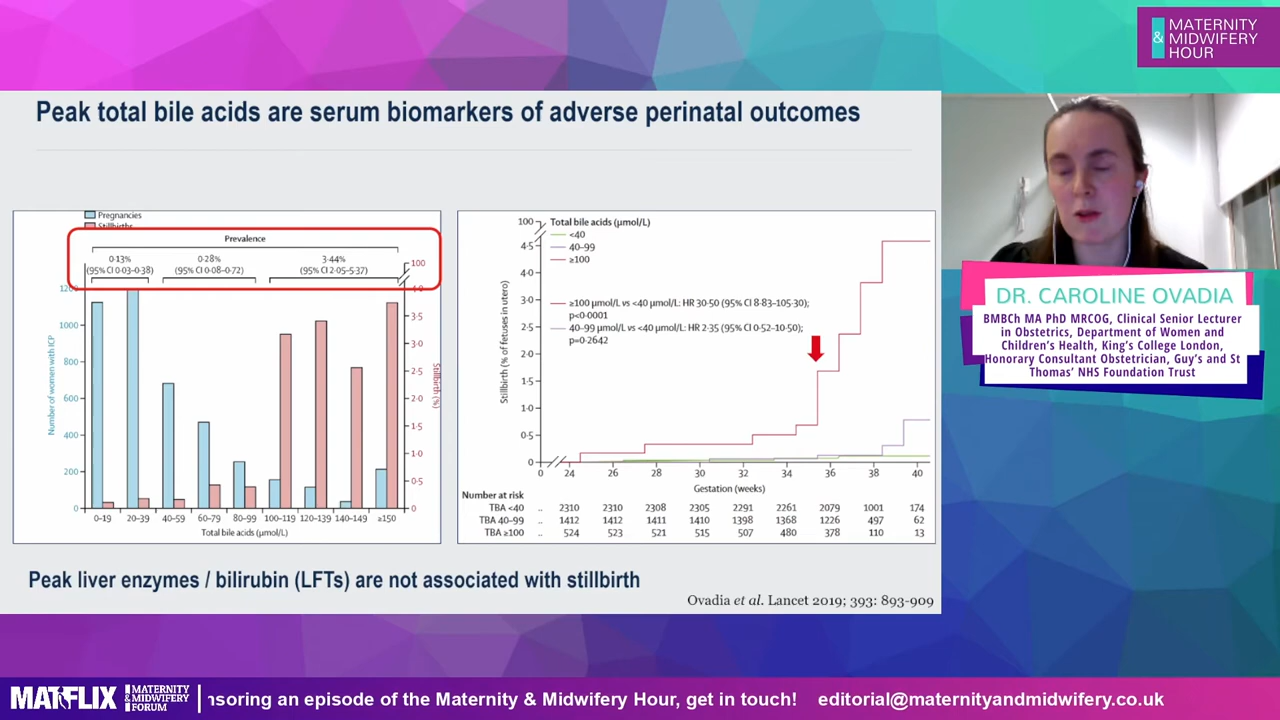 MATERNITY
& MIDWIFERY
HOUR
Peak total bile acids are serum biomarkers of adverse perinatal outcomes
Pregnancies
Stillbirths
Prevalence
0·13% 0·28% 3·44%
(95% CI 0·03–0·38) (95% CI 0·08–0·72) (95% CI 2·05–5·37)
100
1200
1000
800
600
400
200
0
Number of women with ICP
4·0
3·5
3·0
2·5
2·0
1·5
1·0
0·5
0
Stillbirth (%)
0–19 20–39 40–59 60–79 80–99 100–119 120–139 140–149 ≥150
Total bile acids (µmol/L)
Total bile acids (µmol/L)
<40
40–99
≥100
≥100 µmol/L vs <40 µmol/L: HR 30·50 (95% CI 8·83–105·30);
p<0·0001
40–99 µmol/L vs <40 µmol/L: HR 2·35 (95% CI 0·52–10·50);
p=0·2642
100
4·5
4·0
3·0
2·5
2·0
1·5
1·0
0·5
0
Stillbirth (% of fetuses in utero)
0 24 26 28 30 32 34 36 38 40
Gestation (weeks)
Number at risk
TBA <40 .. 2310 2310 2308 2305 2291 2261 2079 1001 174
TBA 40–99 .. 1412 1412 1411 1410 1398 1368 1226 497 62
TBA ≥100 .. 524 523 521 515 507 480 378 110 13
Peak liver enzymes / bilirubin (LFTs) are not associated with stillbirth
Ovadia et al. Lancet 2019; 393: 893-909
DR. CAROLINE OVADIA
BMBCh MA PhD MRCOG, Clinical Senior Lecturer
in Obstetrics, Department of Women and
Children's Health, King's College London,
Honorary Consultant Obstetrician, Guy's and St
Thomas' NHS Foundation Trust
MATFLIX
MATERNITY
& MIDWIFERY
FORUM
nsoring an episode of the Maternity & Midwifery Hour, get in touch! editorial@maternityandmidwifery.co.uk